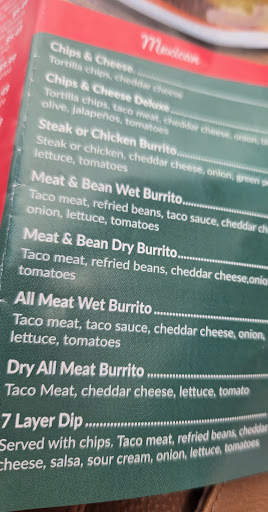 Mexican
Chips & Cheese
Tortilla chips, cheddar cheese
Chips & Cheese Deluxe
Tortilla chips, taco meat, cheddar cheese, onion,
olive, jalapeños, tomatoes
Steak or Chicken Burrito
Steak or chicken, cheddar cheese, onion, green
lettuce, tomatoes
Meat & Bean Wet Burrito
Taco meat, refried beans, taco sauce, cheddar
onion, lettuce, tomatoes
Meat & Bean Dry Burrito
Taco meat, refried beans, cheddar cheese,onio
tomatoes
All Meat Wet Burrito
Taco meat, taco sauce, cheddar cheese, onion,
lettuce, tomatoes
Dry All Meat Burrito
Taco Meat, cheddar cheese, lettuce, tomato
7 Layer Dip
Served with chips. Taco meat, refried beans, cheddar
cheese, salsa, sour cream, onion, lettuce, tomatoes